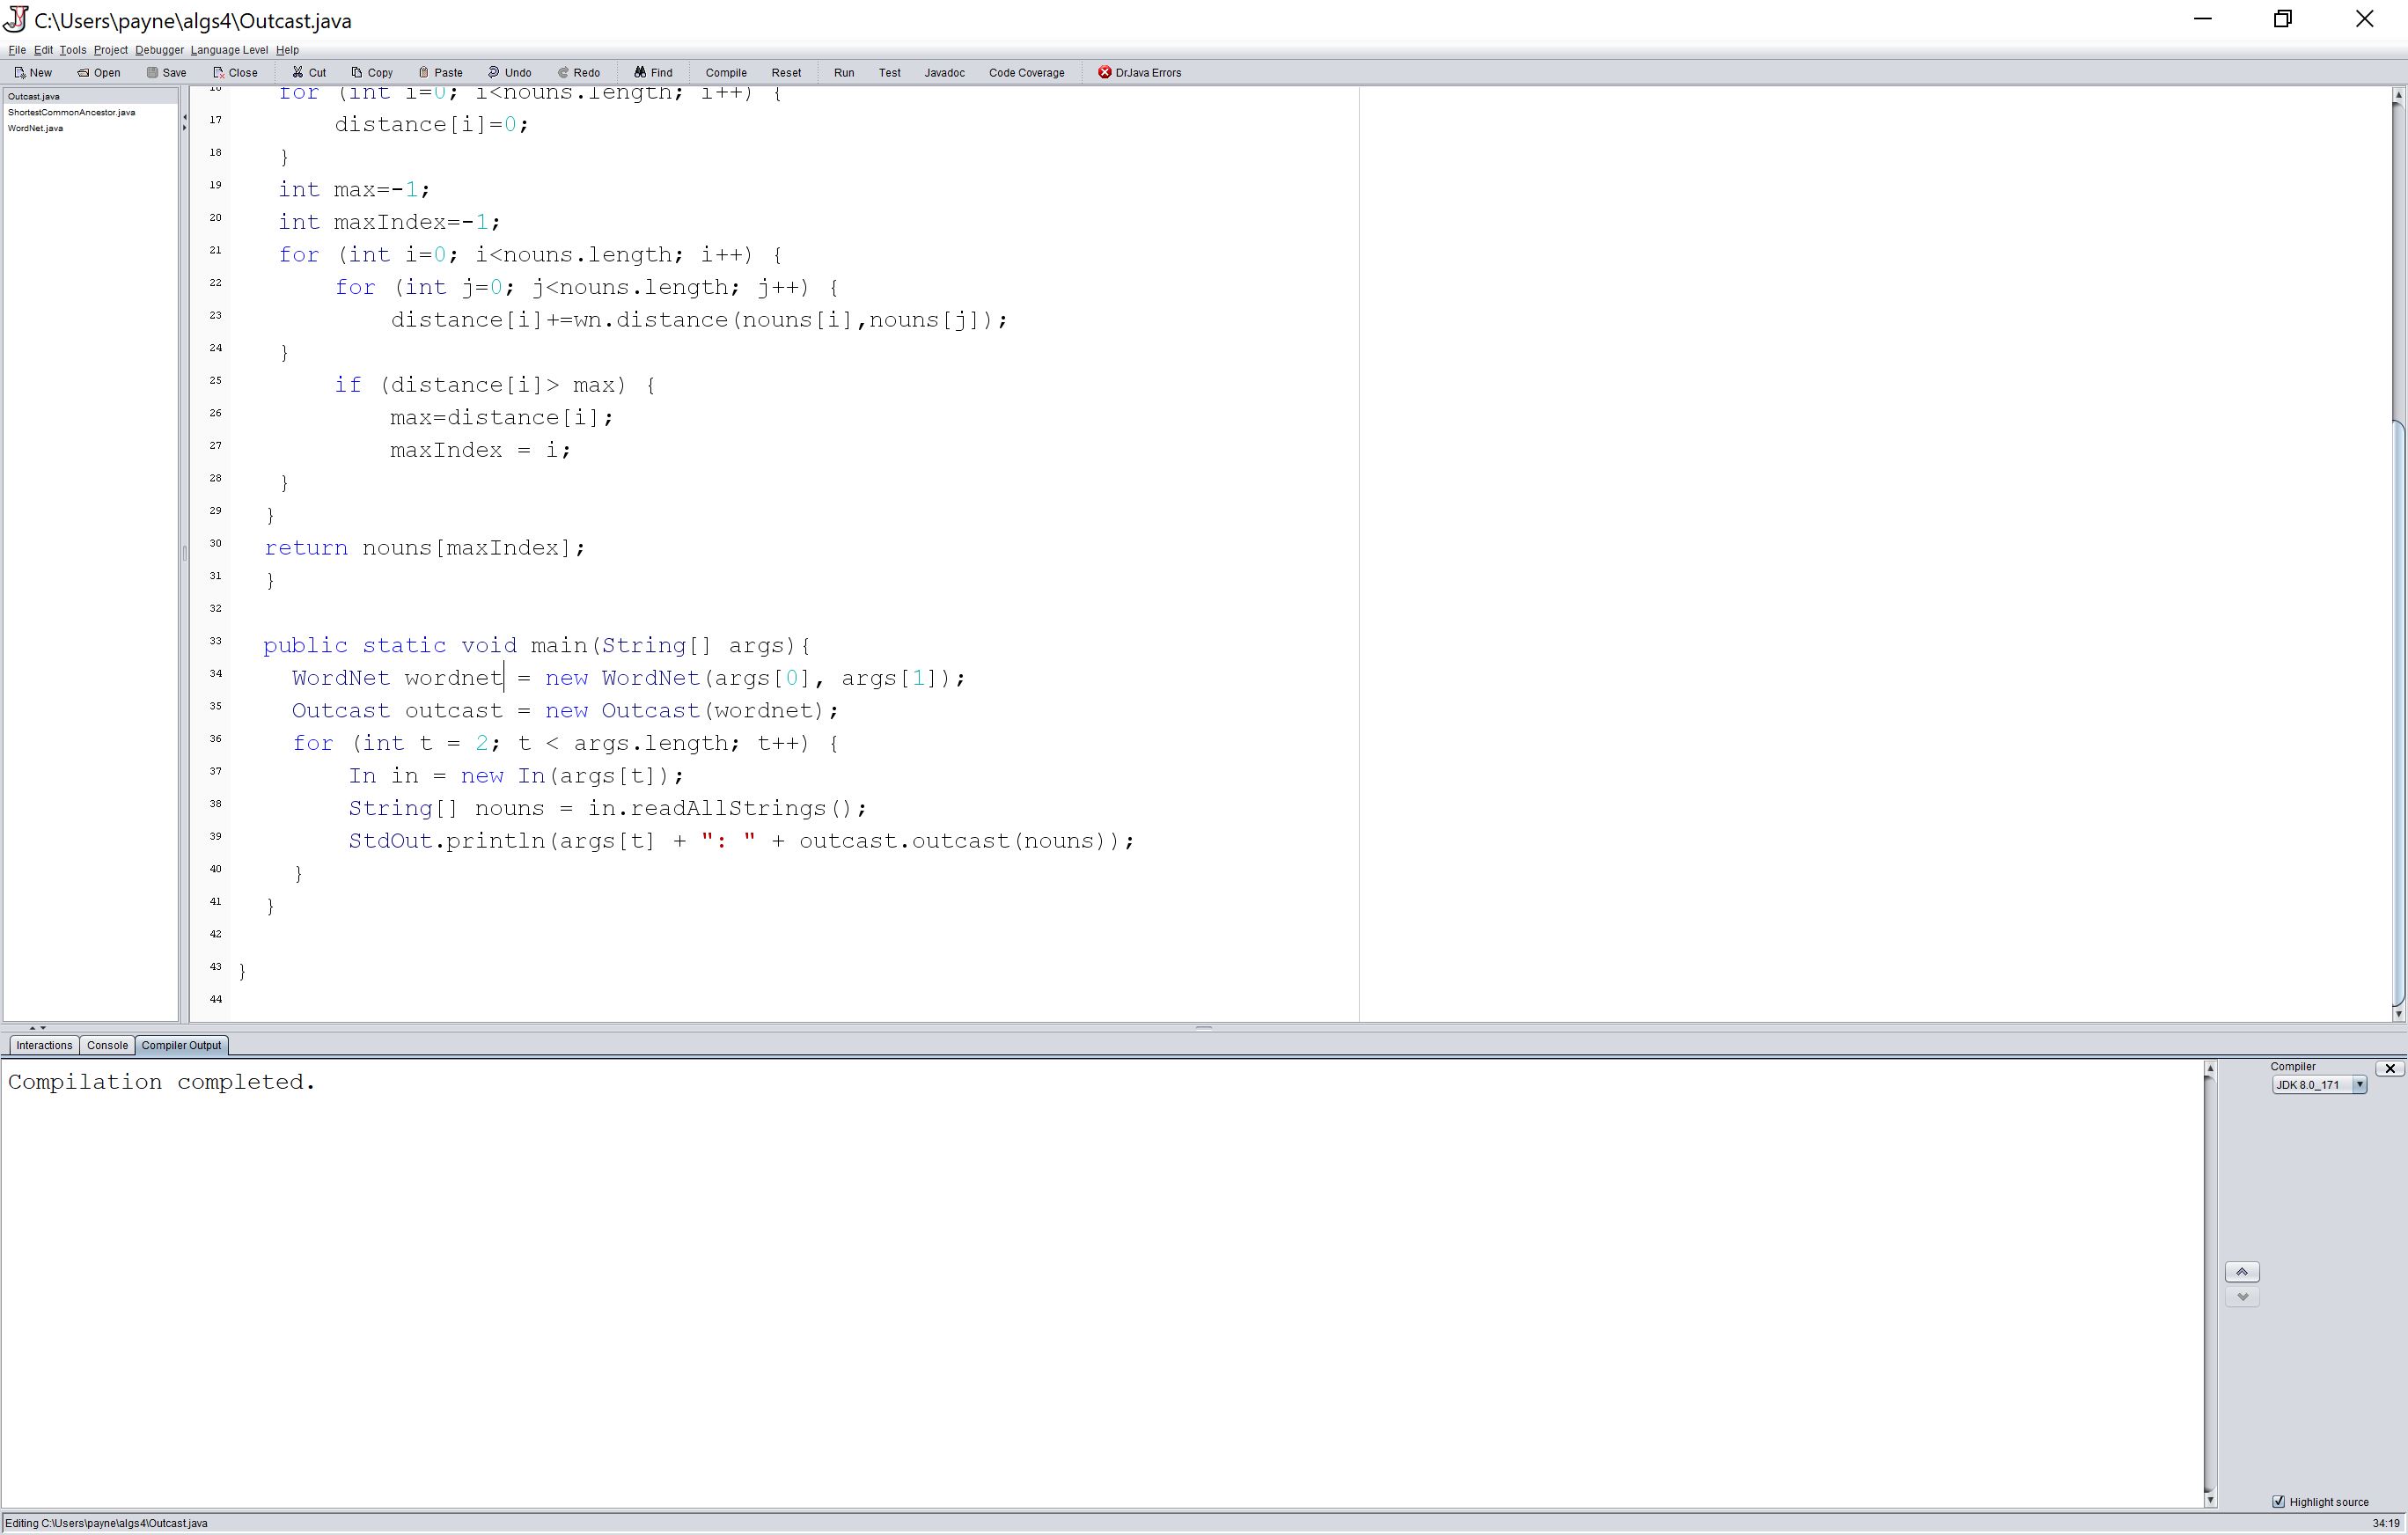 C:\Users\payne\algs4\Outcast.java
File Edit Tools Project Debugger Language Level Help
New Open Save Close Cut Copy Paste Undo Redo Find Compile Reset Run Test Javadoc Code Coverage DrJava Errors
Outcast.java
ShortestCommonAncestor.java
WordNet.java
16 for (int i=0; i<nouns.length; i++) {
17 distance[i]=0;
18 }
19 int max=-1;
20 int maxIndex=-1;
21 for (int i=0; i<nouns.length; i++) {
22 for (int j=0; j<nouns.length; j++) {
23 distance[i]+=wn.distance(nouns[i],nouns[j]);
24 }
25 if (distance[i]> max) {
26 max=distance[i];
27 maxIndex = i;
28 }
29 }
30 return nouns[maxIndex];
31 }
32
33 public static void main(String[] args){
34 WordNet wordnet = new WordNet(args[0], args[1]);
35 Outcast outcast = new Outcast(wordnet);
36 for (int t = 2; t < args.length; t++) {
37 In in = new In(args[t]);
38 String[] nouns = in.readAllStrings();
39 StdOut.println(args[t] + ": " + outcast.outcast(nouns));
40 }
41 }
42
43 }
44
Interactions Console Compiler Output
Compilation completed.
Compiler
JDK 8.0_171
Highlight source
Editing C:\Users\payne\algs4\Outcast.java
34:19